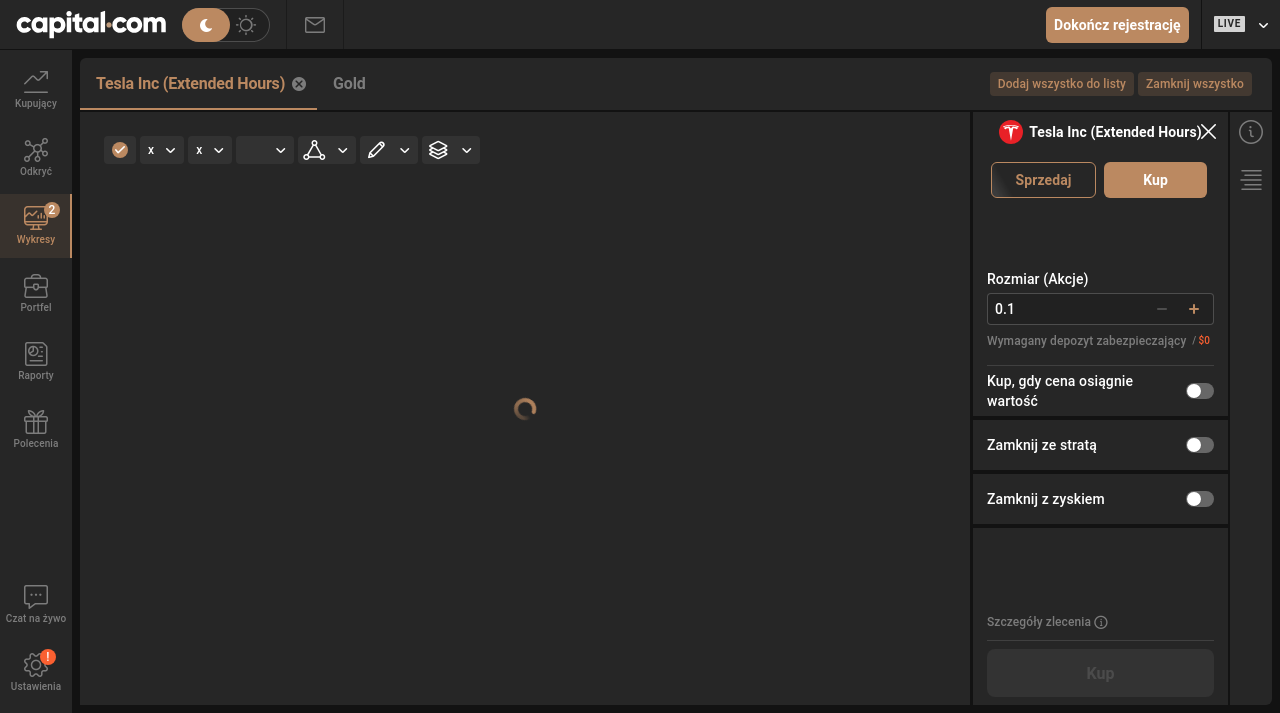 capital.com
Dokończ rejestrację
LIVE
Kupujący
Odkryć
2
Wykresy
Portfel
Raporty
Polecenia
Czat na żywo
!
Ustawienia
Tesla Inc (Extended Hours)
Gold
Dodaj wszystko do listy
Zamknij wszystko
x
x
Tesla Inc (Extended Hours)
Sprzedaj
Kup
Rozmiar (Akcje)
0.1
Wymagany depozyt zabezpieczający / $0
Kup, gdy cena osiągnie
wartość
Zamknij ze stratą
Zamknij z zyskiem
Szczegóły zlecenia
Kup